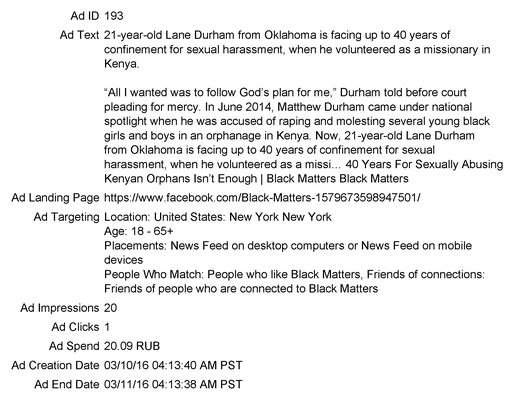 Ad ID 193
Ad Text 21-year-old Lane Durham from Oklahoma is facing up to 40 years of
confinement for sexual harassment, when he volunteered as a missionary in
Kenya.
“All I wanted was to follow God’s plan for me,” Durham told before court
pleading for mercy. In June 2014, Matthew Durham came under national
spotlight when he was accused of raping and molesting several young black
girls and boys in an orphanage in Kenya. Now, 21-year-old Lane Durham
from Oklahoma is facing up to 40 years of confinement for sexual
harassment, when he volunteered as a missi... 40 Years For Sexually Abusing
Kenyan Orphans Isn’t Enough | Black Matters Black Matters
Ad Landing Page https://www.facebook.com/Black-Matters-1579673598947501/
Ad Targeting Location: United States: New York New York
Age: 18 - 65+
Placements: News Feed on desktop computers or News Feed on mobile
devices
People Who Match: People who like Black Matters, Friends of connections:
Friends of people who are connected to Black Matters
Ad Impressions 20
Ad Clicks 1
Ad Spend 20.09 RUB
Ad Creation Date 03/10/16 04:13:40 AM PST
Ad End Date 03/11/16 04:13:38 AM PST